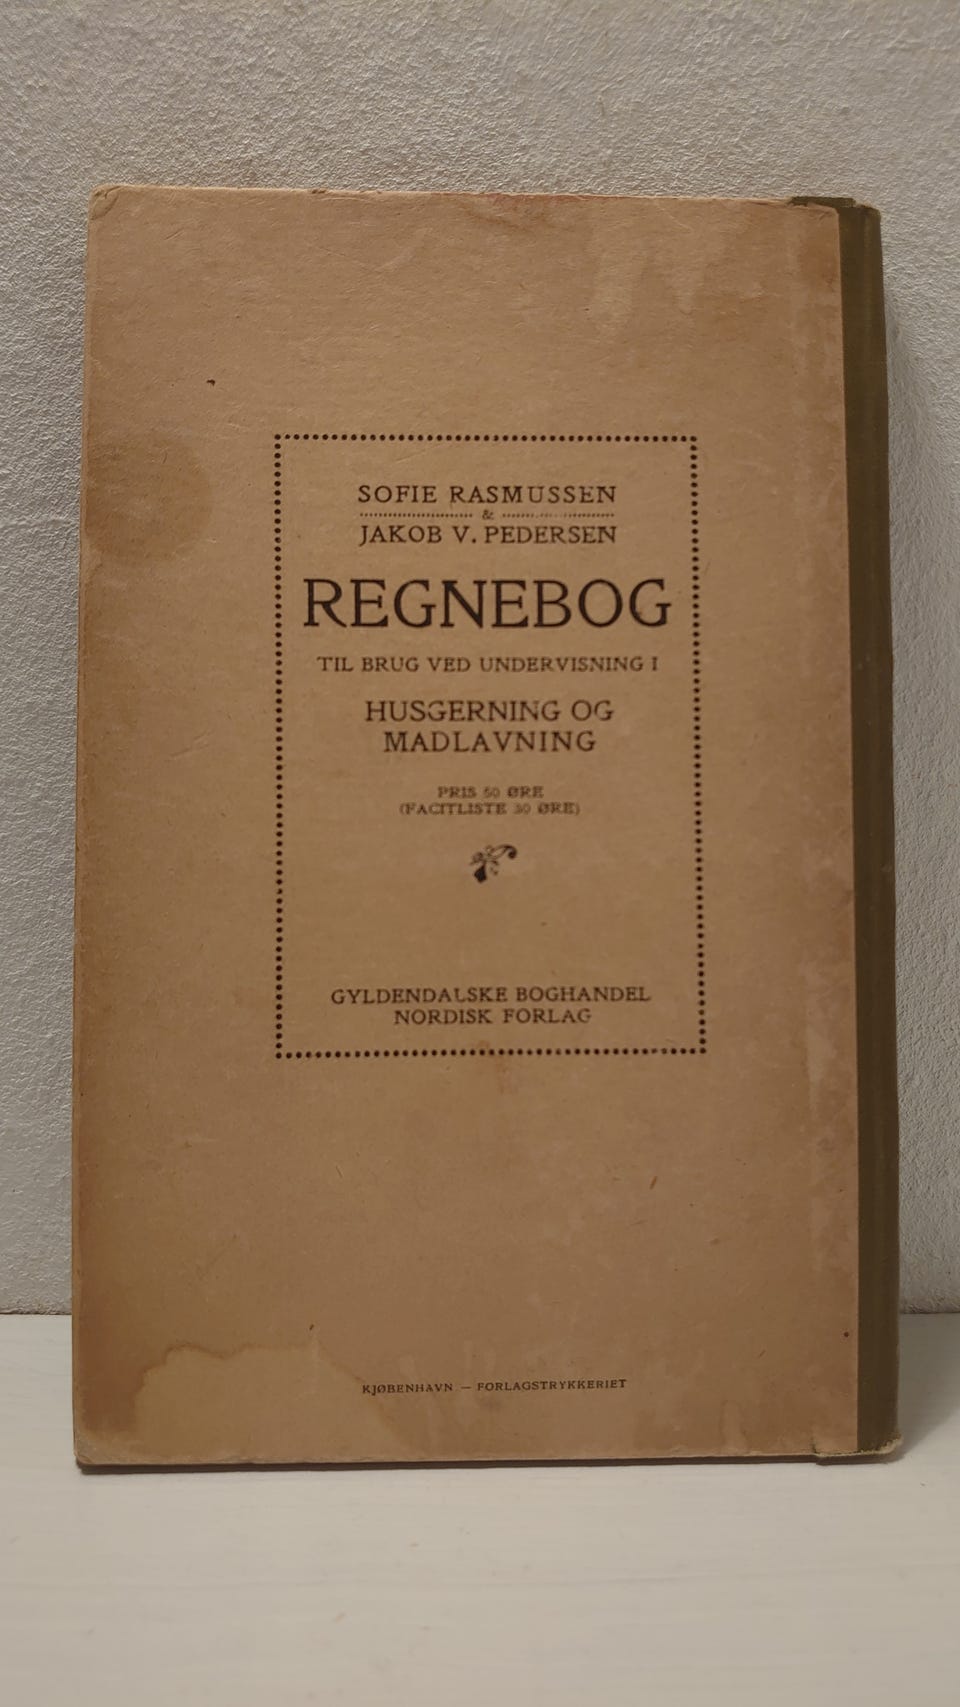 SOFIE RASMUSSEN
&
JAKOB V. PEDERSEN
REGNEBOG
TIL BRUG VED UNDERVISNING I
HUSGERNING OG
MADLAVNING
PRIS 50 ØRE
(FACITLISTE 30 ØRE)
GYLDENDALSKE BOGHANDEL
NORDISK FORLAG
KJØBENHAVN — FORLAGSTRYKKERIET